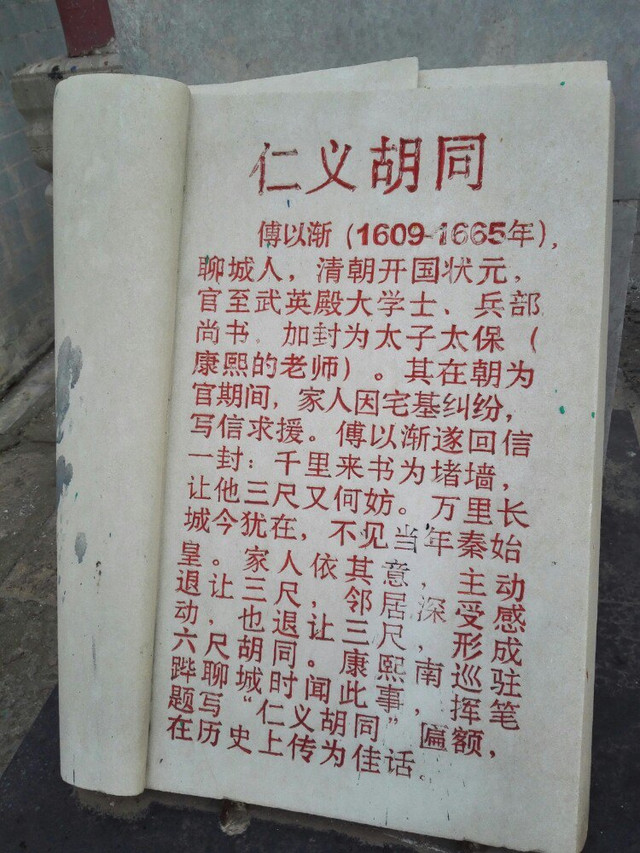 仁义胡同
傅以渐（1609-1665年），
聊城人，清朝开国状元，
官至武英殿大学士、兵部
尚书，加封为太子太保（
康熙的老师）。其在朝为
官期间，家人因宅基纠纷，
写信求援。傅以渐遂回信
一封：千里来书为堵墙，
让他三尺又何妨。万里长
城今犹在，不见当年秦始
皇。家人依其意，主动
退让三尺，邻居深受感
动，也退让三尺，形成
六尺胡同。康熙南巡驻
跸聊城时闻此事，挥笔
题写“仁义胡同”匾额，
在历史上传为佳话。